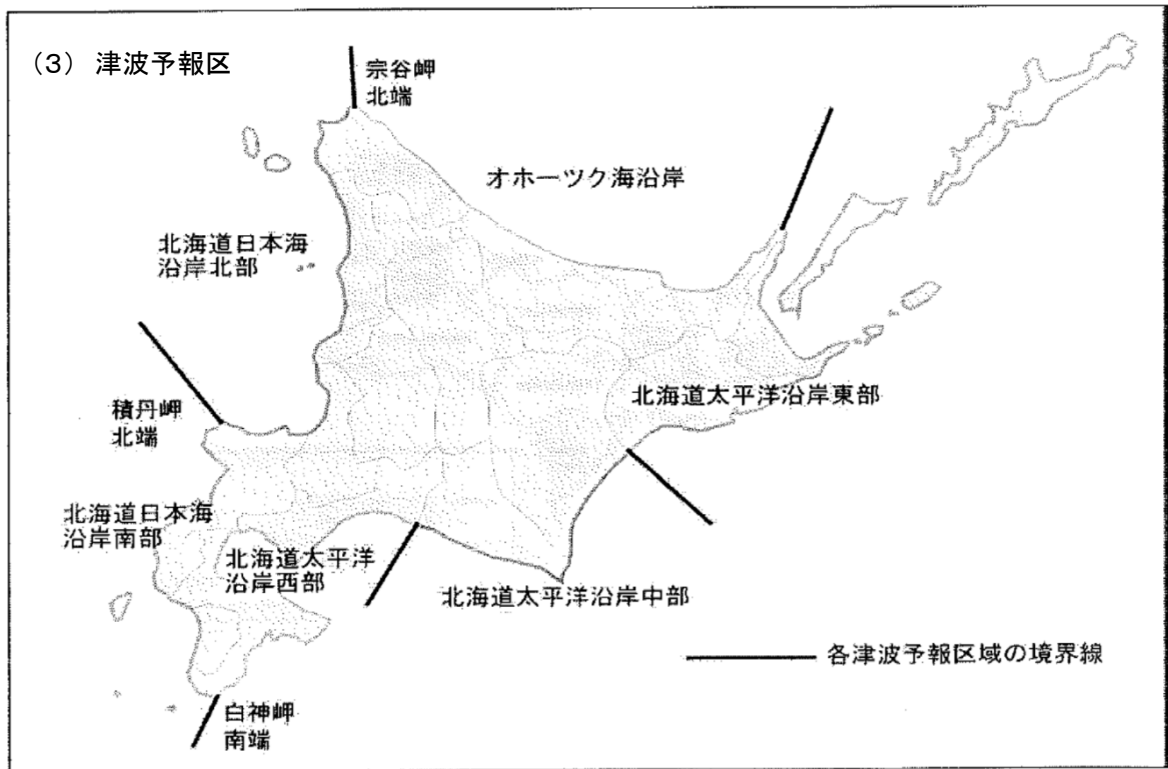 （3） 津波予報区
宗谷岬
北端
オホーツク海沿岸
北海道日本海
沿岸北部
北海道太平洋沿岸東部
積丹岬
北端
北海道日本海
沿岸南部
北海道太平洋
沿岸西部
北海道太平洋沿岸中部
各津波予報区域の境界線
白神岬
南端